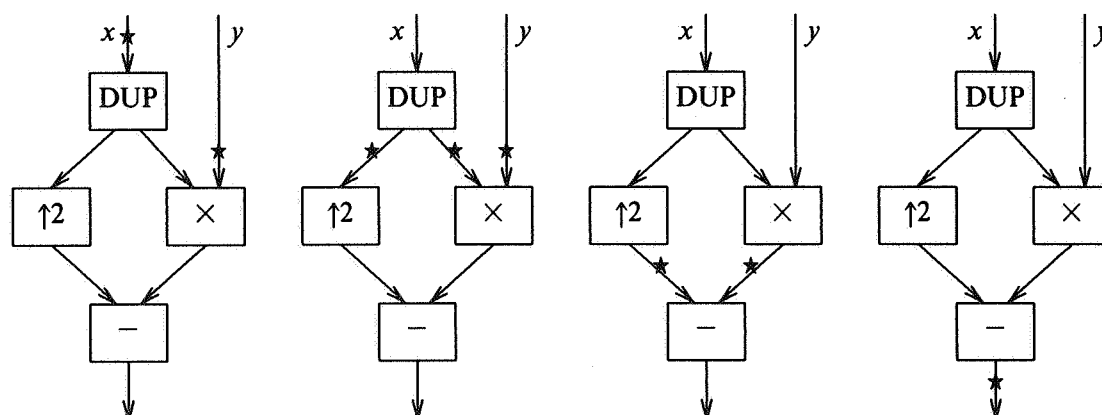 x y x y x y x y
DUP DUP DUP DUP
↑2 × ↑2 × ↑2 × ↑2 ×
− − − −